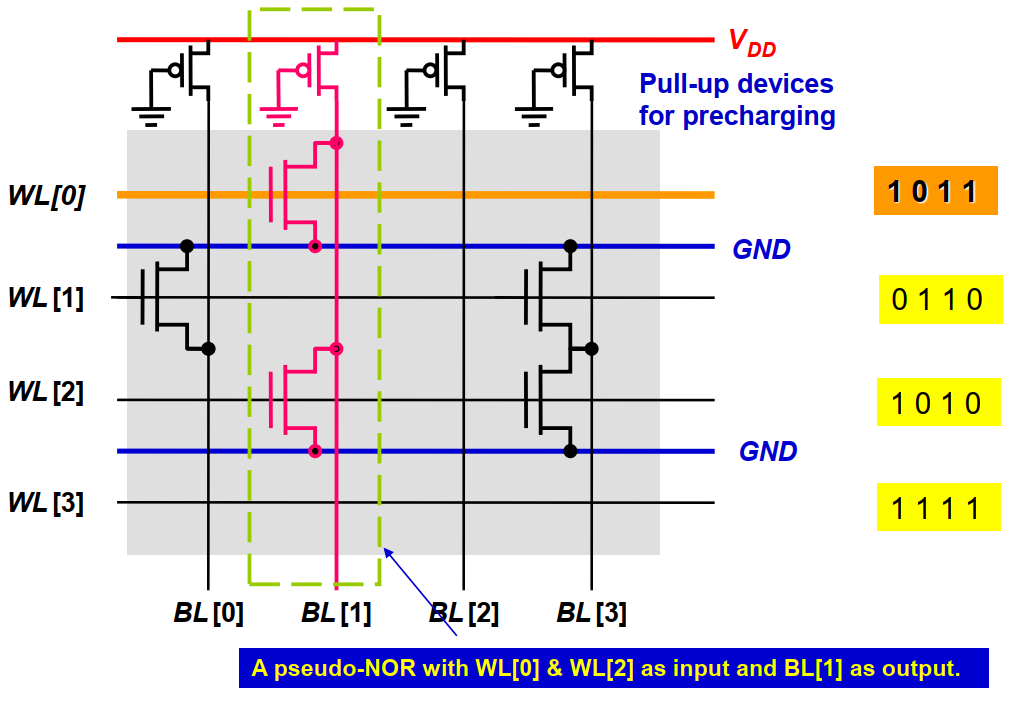 V_DD
Pull-up devices
for precharging
WL[0]
1 0 1 1
GND
WL[1]
0 1 1 0
WL[2]
1 0 1 0
GND
WL[3]
1 1 1 1
BL[0] BL[1] BL[2] BL[3]
A pseudo-NOR with WL[0] & WL[2] as input and BL[1] as output.